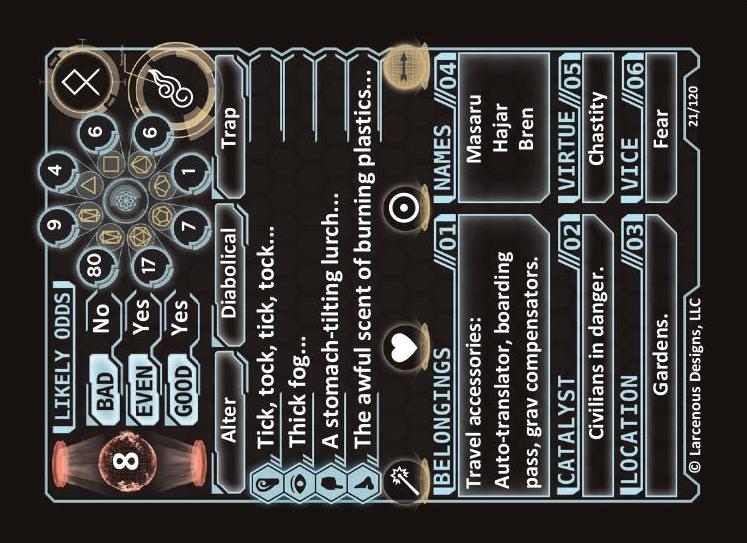 8
LIKELY ODDS
BAD No
EVEN Yes
GOOD Yes
4
9
6
80
6
17
1
7
Alter Diabolical Trap
Tick, tock, tick, tock...
Thick fog...
A stomach-tilting lurch...
The awful scent of burning plastics...
BELONGINGS //01
Travel accessories:
Auto-translator, boarding
pass, grav compensators.
NAMES //04
Masaru
Hajar
Bren
CATALYST //02
Civilians in danger.
VIRTUE //05
Chastity
LOCATION //03
Gardens.
VICE //06
Fear
© Larcenous Designs, LLC
21/120